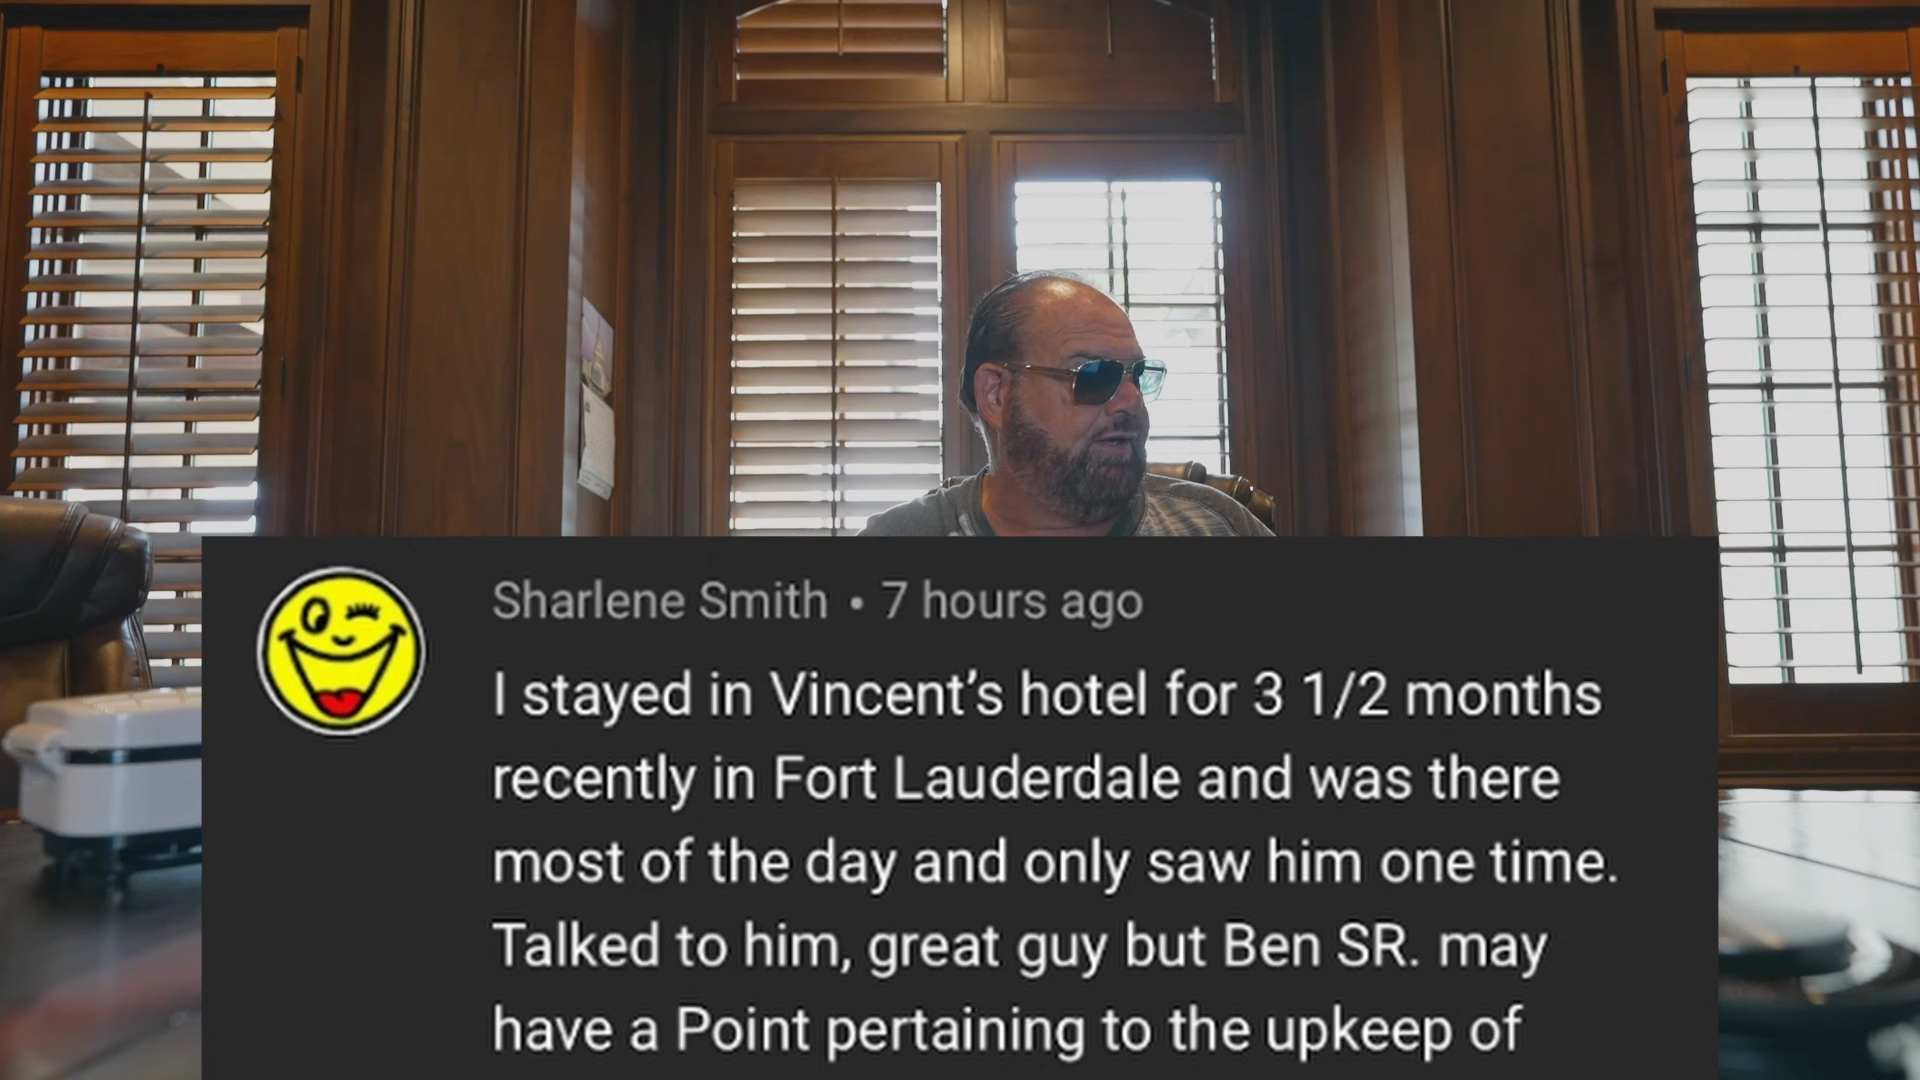 Sharlene Smith • 7 hours ago
I stayed in Vincent's hotel for 3 1/2 months
recently in Fort Lauderdale and was there
most of the day and only saw him one time.
Talked to him, great guy but Ben SR. may
have a Point pertaining to the upkeep of